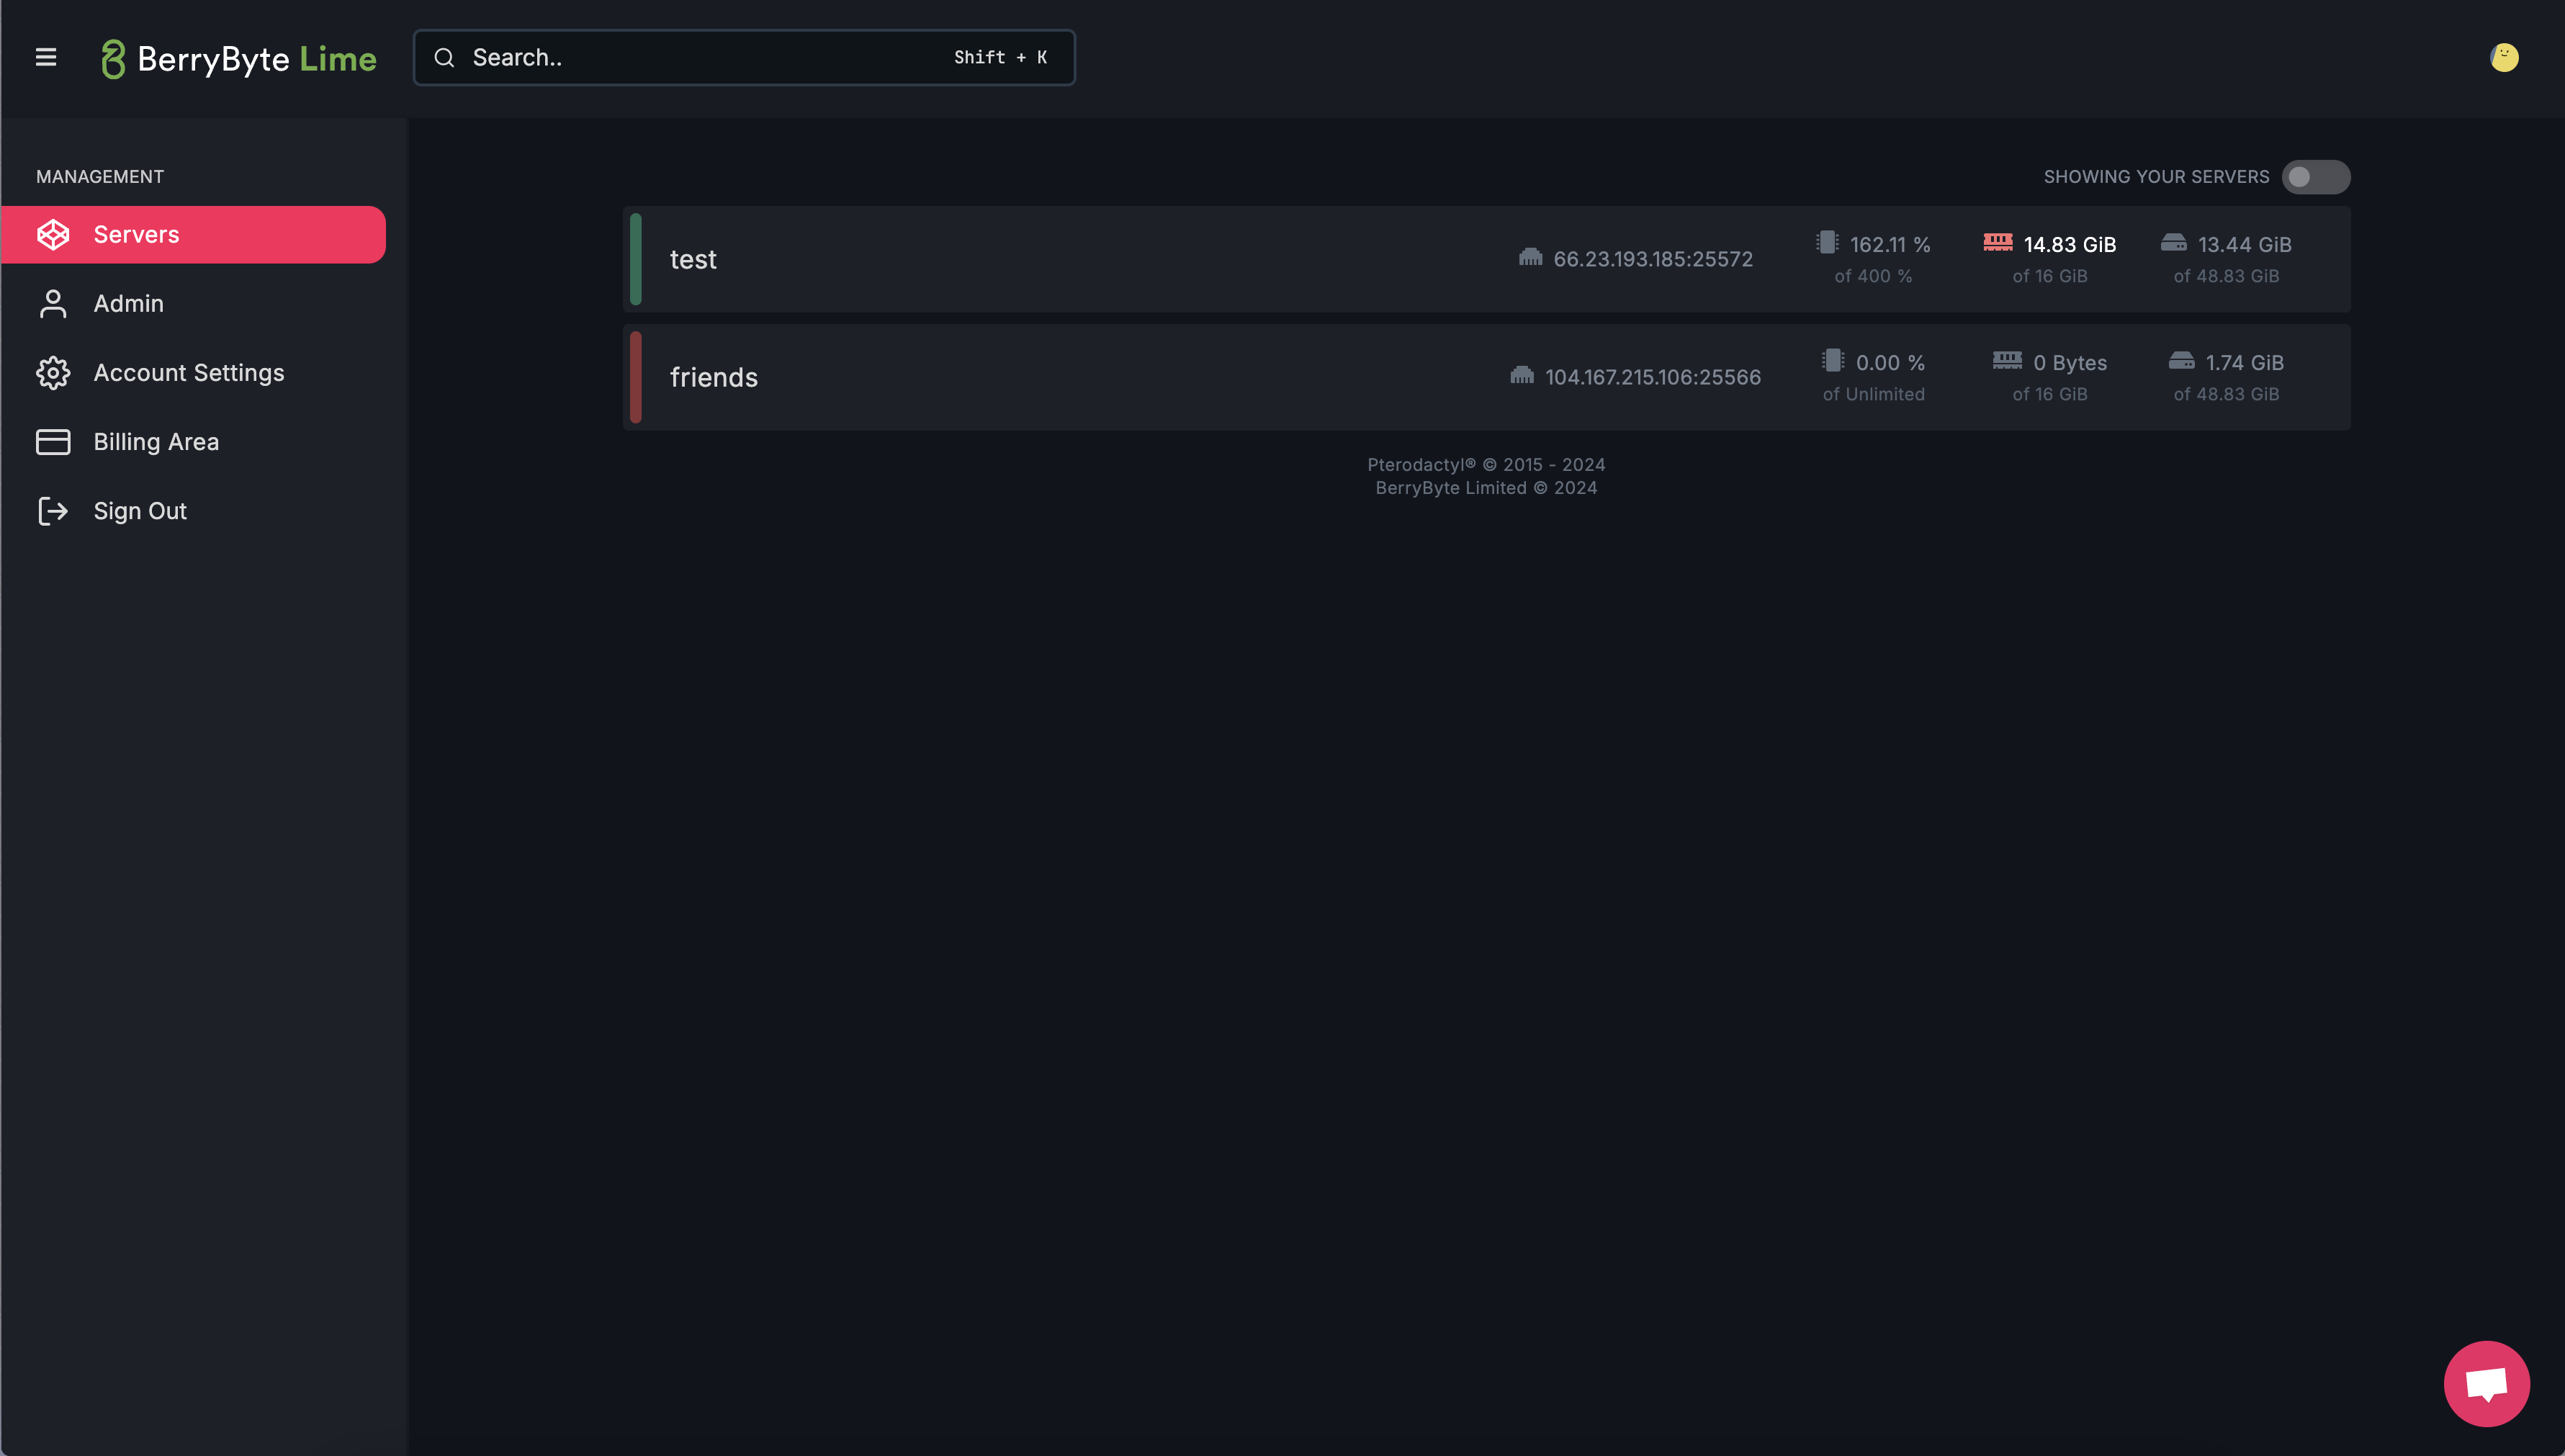 BerryByte Lime
Search..
Shift + K
MANAGEMENT
Servers
Admin
Account Settings
Billing Area
Sign Out
SHOWING YOUR SERVERS
test
66.23.193.185:25572
162.11 %
of 400 %
14.83 GiB
of 16 GiB
13.44 GiB
of 48.83 GiB
friends
104.167.215.106:25566
0.00 %
of Unlimited
0 Bytes
of 16 GiB
1.74 GiB
of 48.83 GiB
Pterodactyl® © 2015 - 2024
BerryByte Limited © 2024